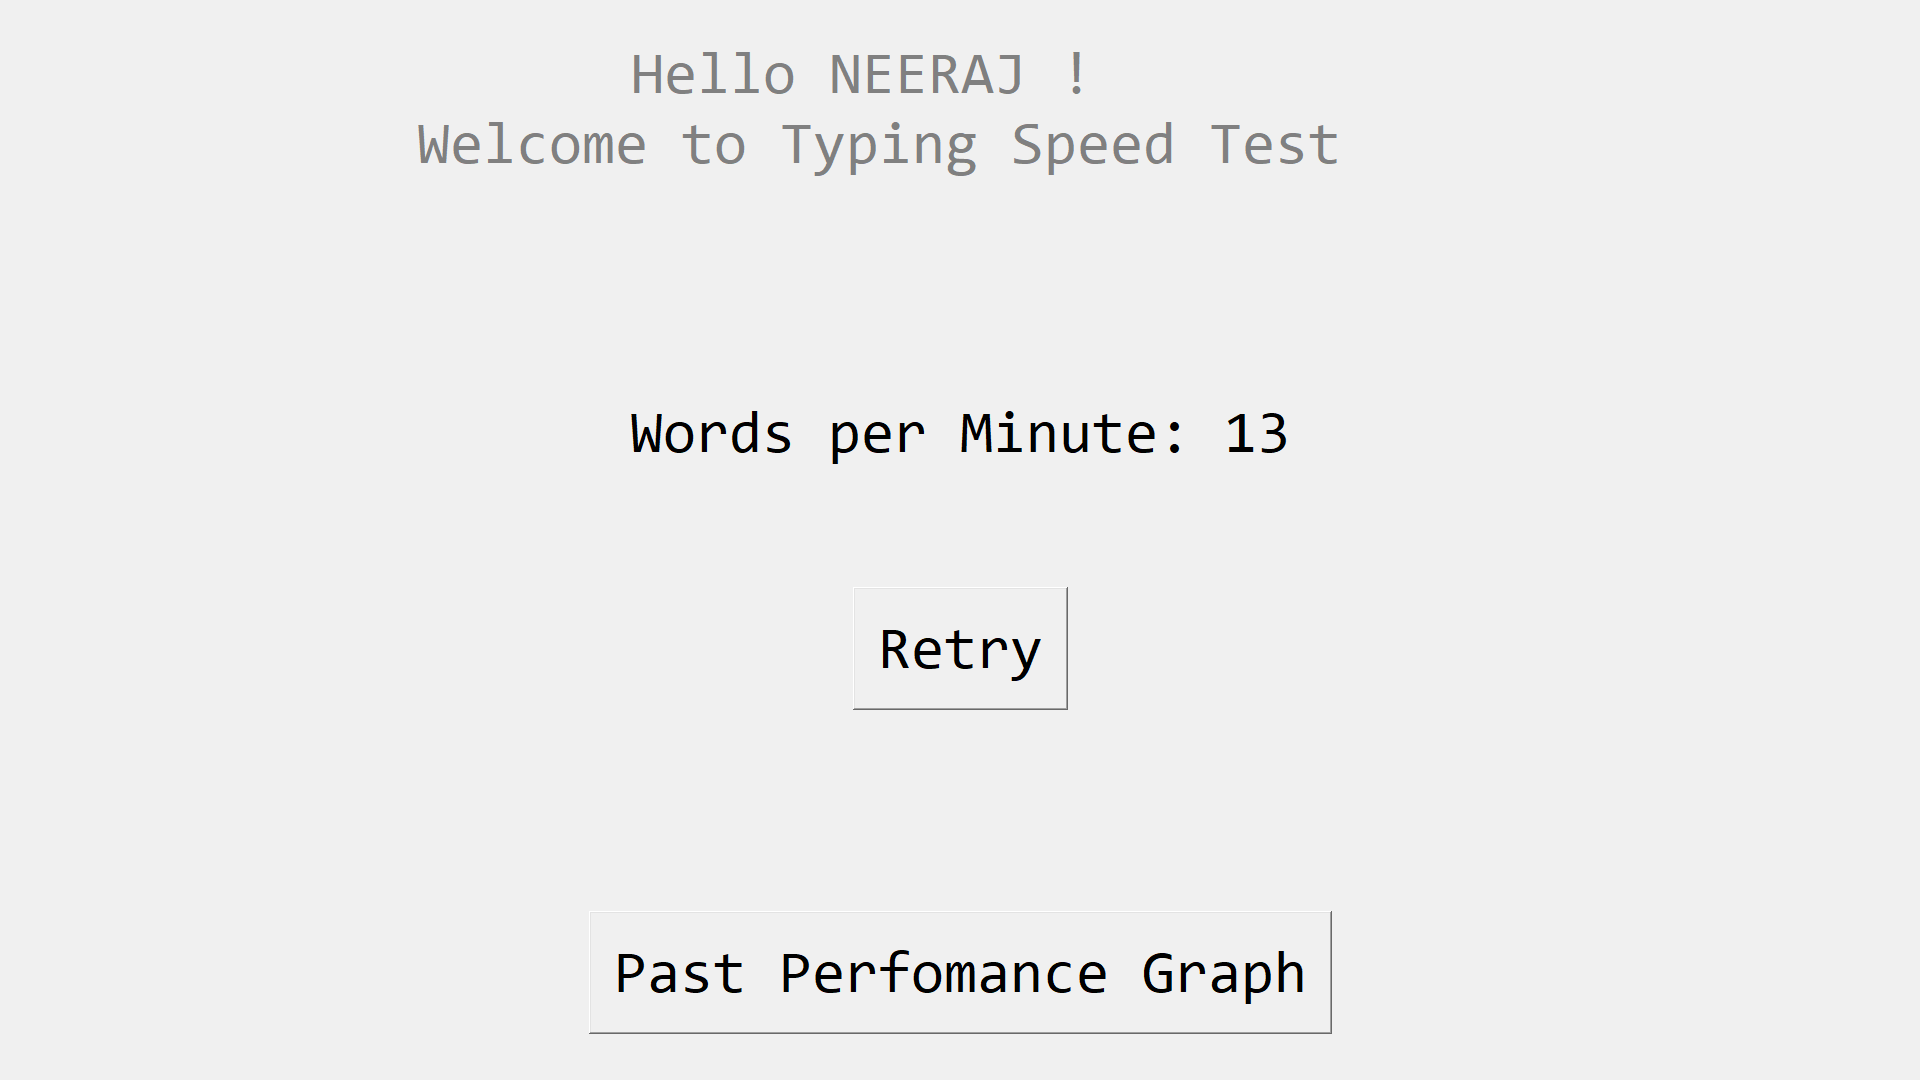 Hello NEERAJ !
Welcome to Typing Speed Test
Words per Minute: 13
Retry
Past Perfomance Graph